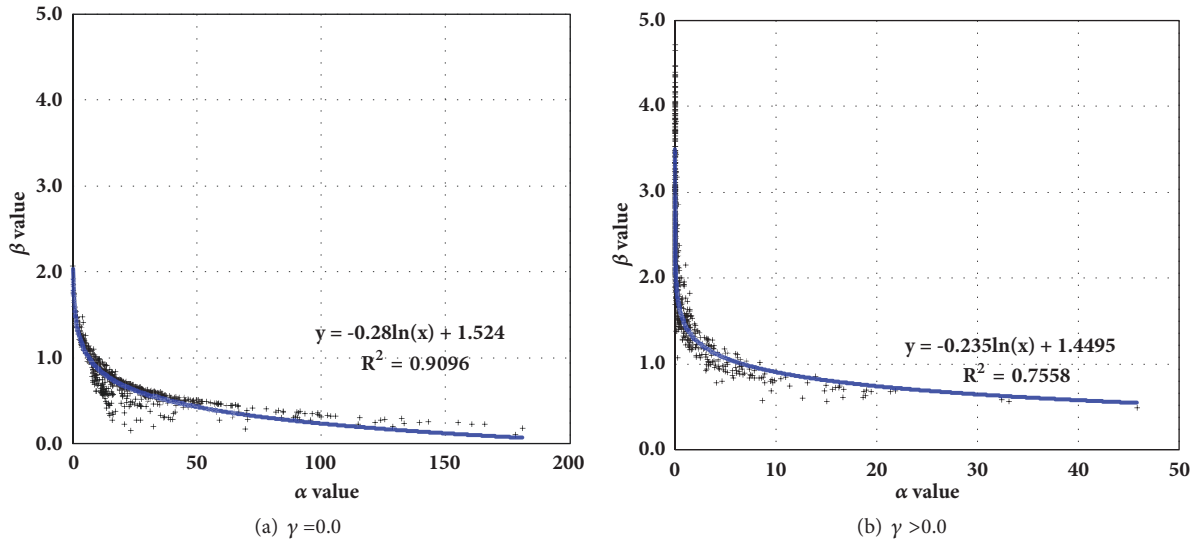 5.0
4.0
3.0
2.0
1.0
0.0
β value
0
50
100
150
200
α value
y = -0.28ln(x) + 1.524
R² = 0.9096
(a) γ =0.0
5.0
4.0
3.0
2.0
1.0
0.0
β value
0
10
20
30
40
50
α value
y = -0.235ln(x) + 1.4495
R² = 0.7558
(b) γ >0.0